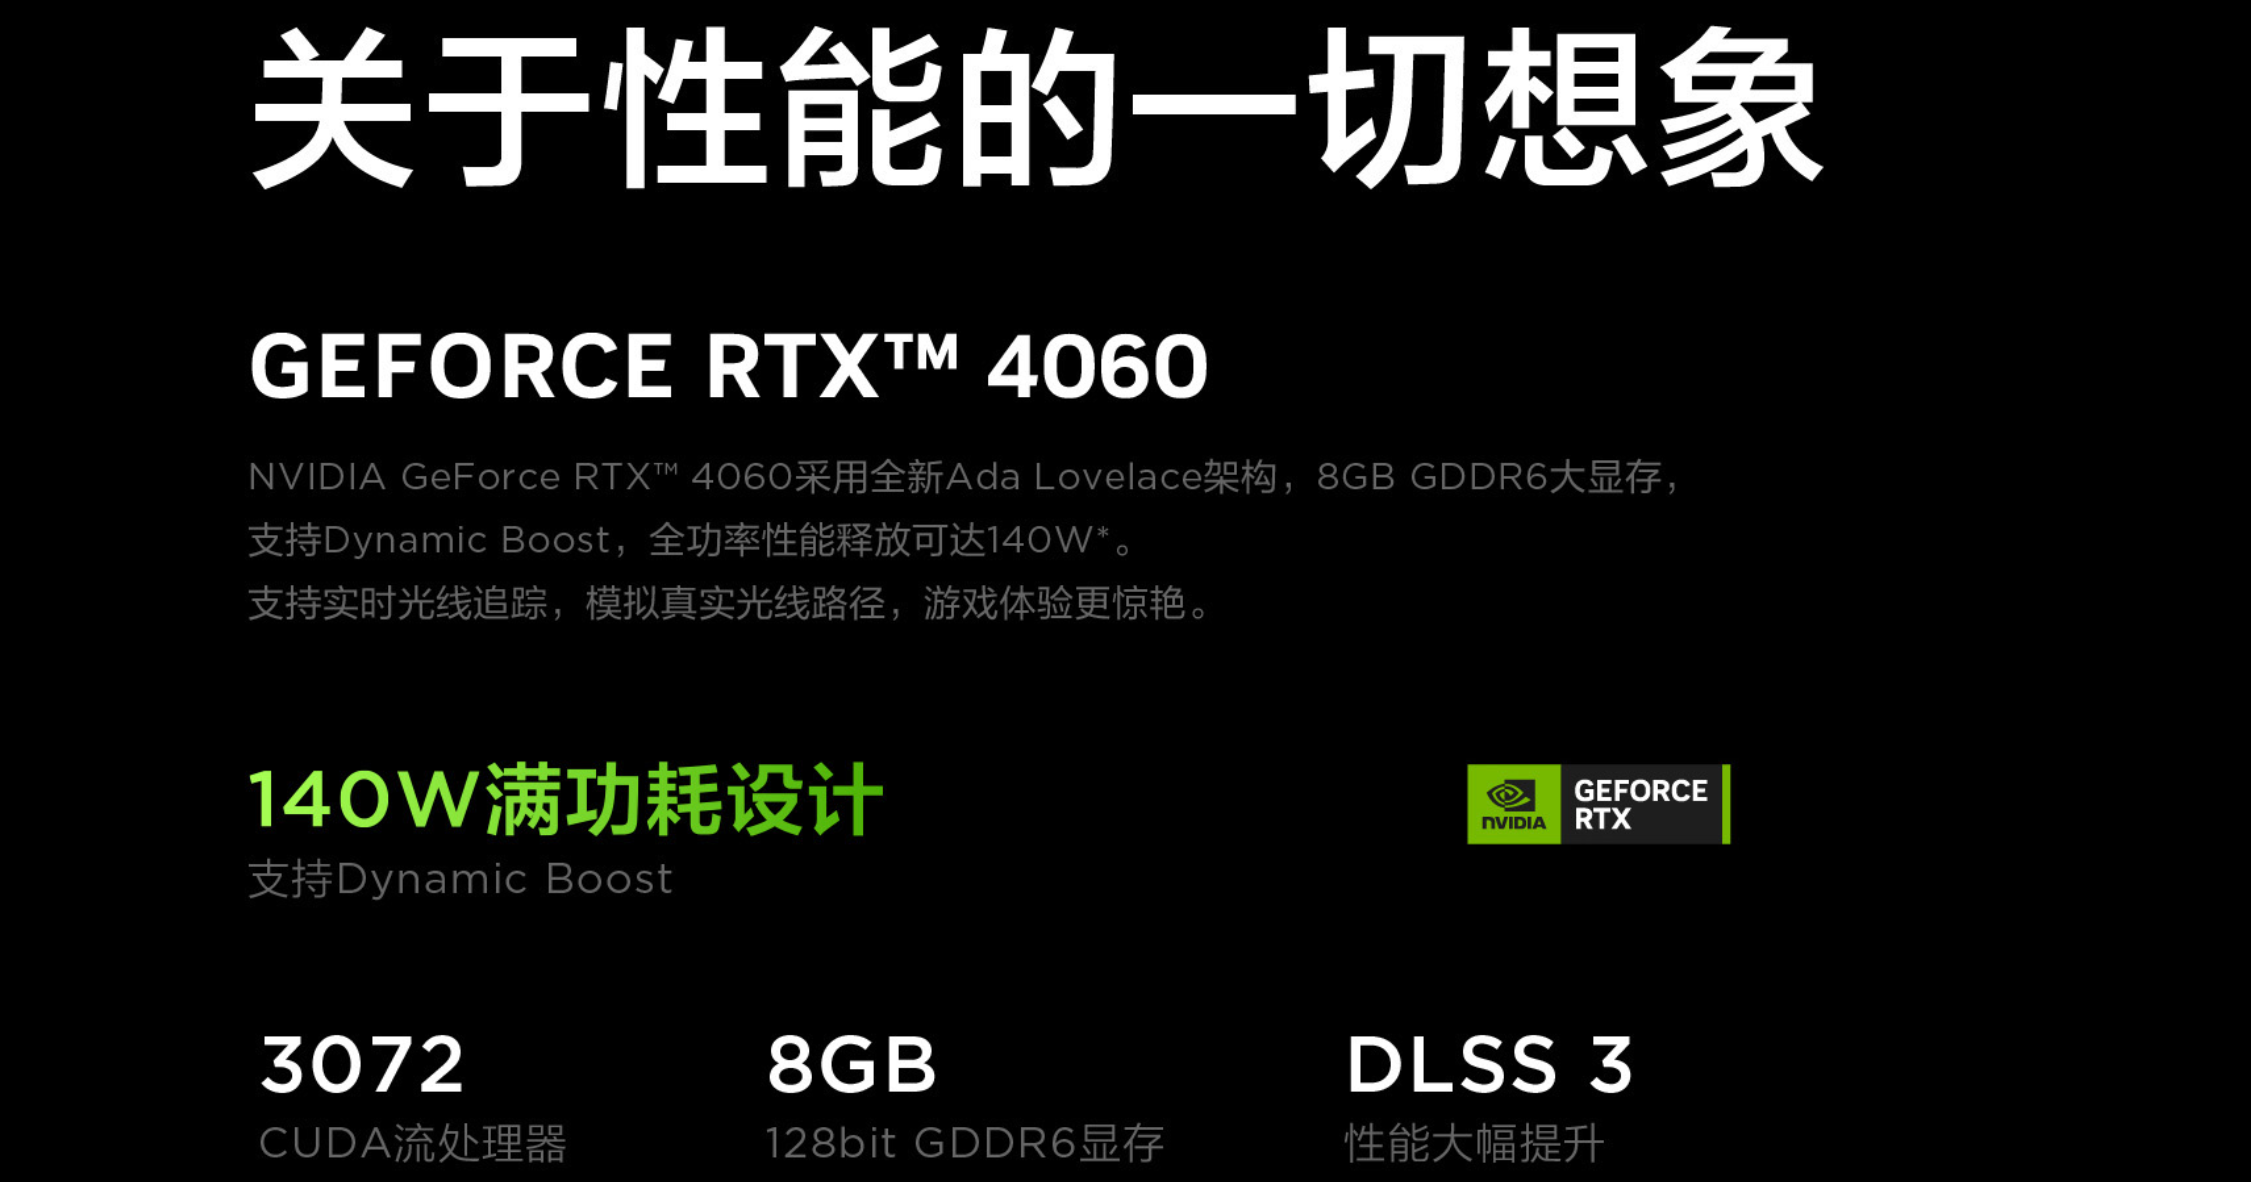 关于性能的一切想象
GEFORCE RTX™ 4060
NVIDIA GeForce RTX™ 4060采用全新Ada Lovelace架构，8GB GDDR6大显存，
支持Dynamic Boost，全功率性能释放可达140W*。
支持实时光线追踪，模拟真实光线路径，游戏体验更惊艳。
140W满功耗设计
支持Dynamic Boost
NVIDIA
GEFORCE
RTX
3072
CUDA流处理器
8GB
128bit GDDR6显存
DLSS 3
性能大幅提升